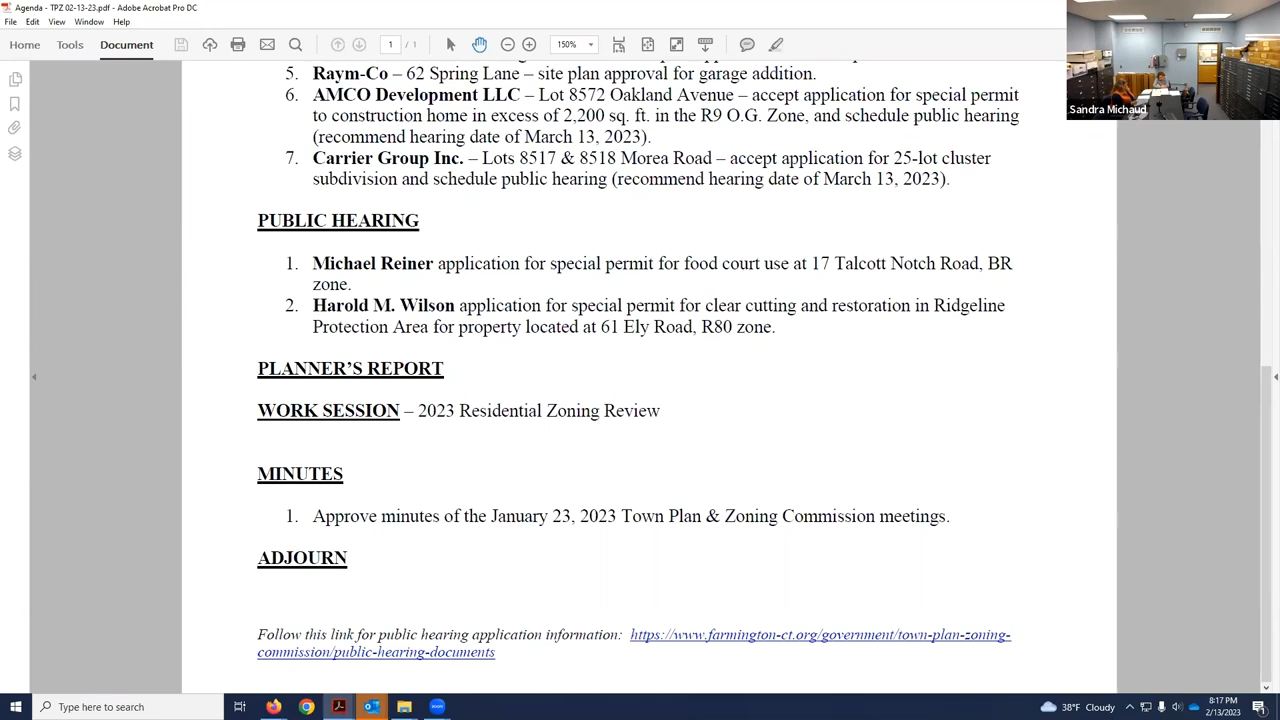 Agenda - TPZ 02-13-23.pdf - Adobe Acrobat Pro DC
File Edit View Window Help
Home Tools Document 1 / 1 150%
5. Raym-Co – 62 Spring Lane – site plan approval for garage addition.
6. AMCO Development LLC – Lot 8572 Oakland Avenue – accept application for special permit
to construction home in excess of 2,200 sq. ft. in the R9 O.G. Zone, and schedule public hearing
(recommend hearing date of March 13, 2023).
7. Carrier Group Inc. – Lots 8517 & 8518 Morea Road – accept application for 25-lot cluster
subdivision and schedule public hearing (recommend hearing date of March 13, 2023).
PUBLIC HEARING
1. Michael Reiner application for special permit for food court use at 17 Talcott Notch Road, BR
zone.
2. Harold M. Wilson application for special permit for clear cutting and restoration in Ridgeline
Protection Area for property located at 61 Ely Road, R80 zone.
PLANNER'S REPORT
WORK SESSION – 2023 Residential Zoning Review
MINUTES
1. Approve minutes of the January 23, 2023 Town Plan & Zoning Commission meetings.
ADJOURN
Follow this link for public hearing application information: https://www.farmington-ct.org/government/town-plan-zoning-
commission/public-hearing-documents
Sandra Michaud
Type here to search
zoom
38°F Cloudy
8:17 PM
2/13/2023
1